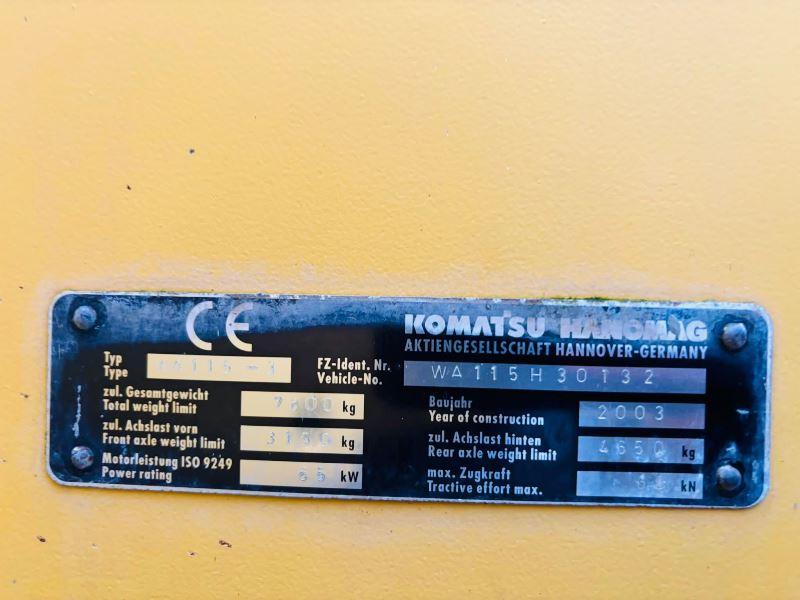 CE
KOMATSU HANOMAG
AKTIENGESELLSCHAFT HANNOVER-GERMANY
Typ
Type
FZ-Ident. Nr.
Vehicle-No.
WA115H30132
zul. Gesamtgewicht
Total weight limit
kg
Baujahr
Year of construction
2003
zul. Achslast vorn
Front axle weight limit
kg
zul. Achslast hinten
Rear axle weight limit
4650 kg
Motorleistung ISO 9249
Power rating
kW
max. Zugkraft
Tractive effort max.
kN